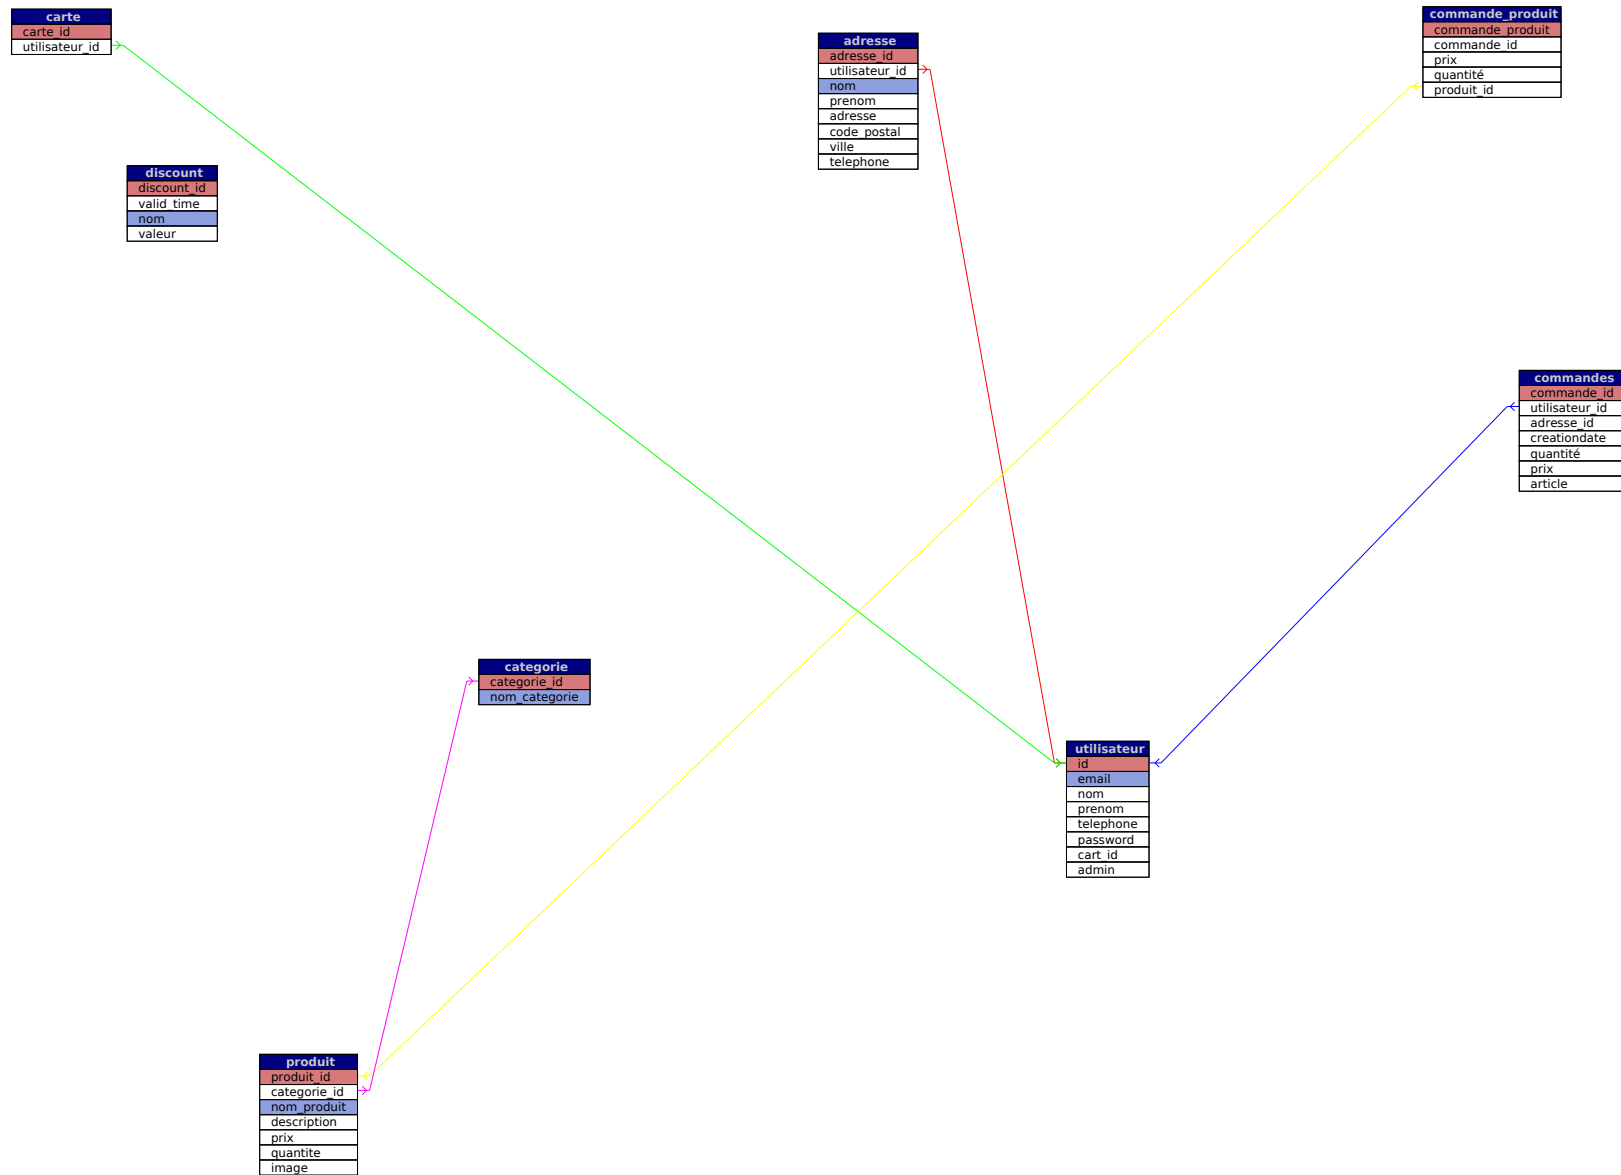 carte
carte_id
utilisateur_id
discount
discount_id
valid_time
nom
valeur
adresse
adresse_id
utilisateur_id
nom
prenom
adresse
code_postal
ville
telephone
commande_produit
commande_produit
commande_id
prix
quantité
produit_id
commandes
commande_id
utilisateur_id
adresse_id
creationdate
quantité
prix
article
categorie
categorie_id
nom_categorie
utilisateur
id
email
nom
prenom
telephone
password
cart_id
admin
produit
produit_id
categorie_id
nom_produit
description
prix
quantite
image